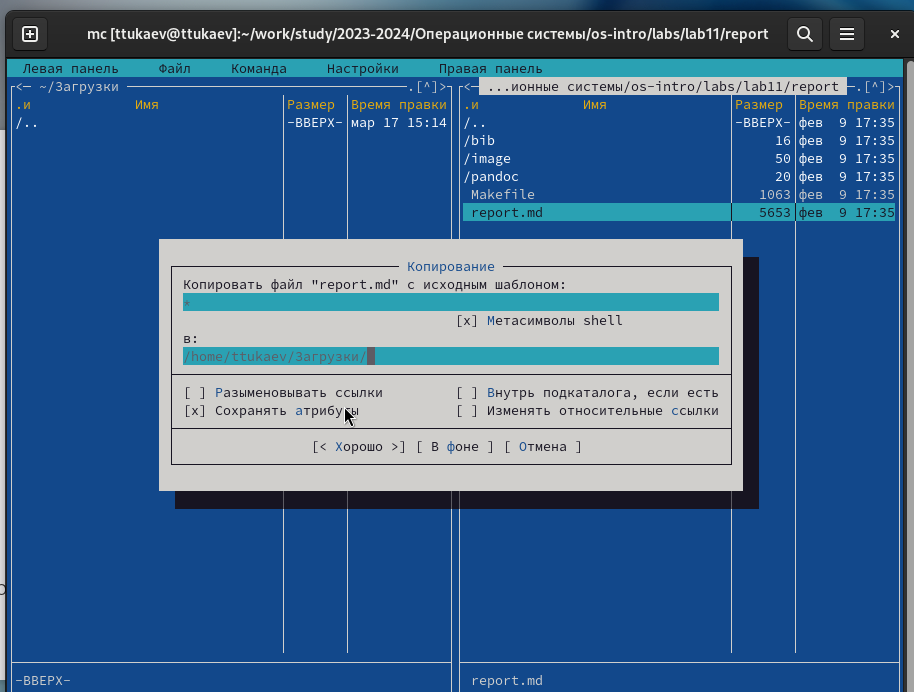 mc [ttukaev@ttukaev]:~/work/study/2023-2024/Операционные системы/os-intro/labs/lab11/report
Левая панель Файл Команда Настройки Правая панель
<— ~/Загрузки .[^]> <— ...ионные системы/os-intro/labs/lab11/report .[^]>
.и Имя Размер Время правки .и Имя Размер Время правки
/.. -ВВЕРХ- мар 17 15:14 /.. -ВВЕРХ- фев 9 17:35
/bib 16 фев 9 17:35
/image 50 фев 9 17:35
/pandoc 20 фев 9 17:35
Makefile 1063 фев 9 17:35
report.md 5653 фев 9 17:35
Копирование
Копировать файл "report.md" с исходным шаблоном:
*
[x] Метасимволы shell
в:
/home/ttukaev/Загрузки/
[ ] Разыменовывать ссылки [ ] Внутрь подкаталога, если есть
[x] Сохранять атрибуты [ ] Изменять относительные ссылки
[< Хорошо >] [ В фоне ] [ Отмена ]
-ВВЕРХ- report.md